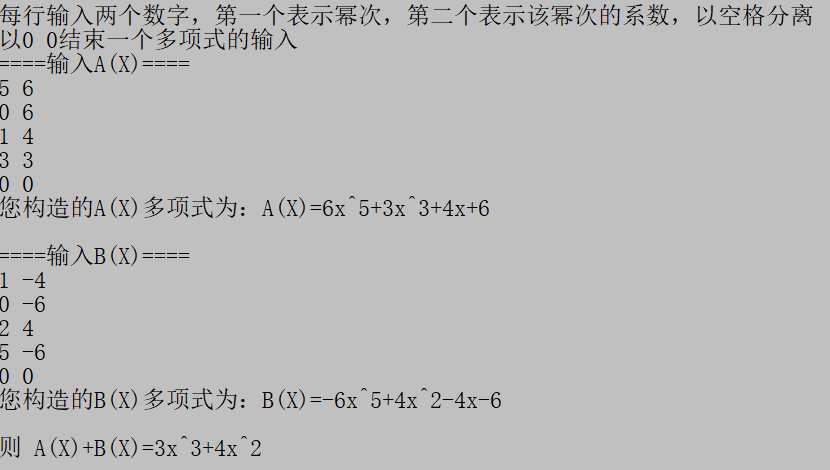 每行输入两个数字，第一个表示幂次，第二个表示该幂次的系数，以空格分离
以0 0结束一个多项式的输入
====输入A(X)====
5 6
0 6
1 4
3 3
0 0
您构造的A(X)多项式为：A(X)=6x^5+3x^3+4x+6
====输入B(X)====
1 -4
0 -6
2 4
5 -6
0 0
您构造的B(X)多项式为：B(X)=-6x^5+4x^2-4x-6
则 A(X)+B(X)=3x^3+4x^2